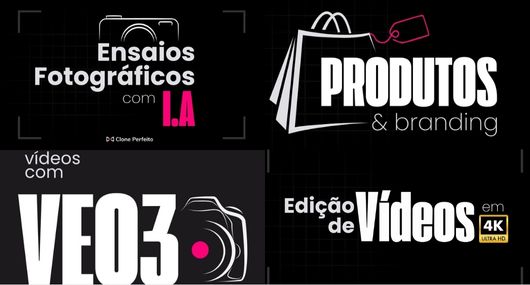 Ensaios
Fotográficos
com I.A
Clone Perfeito
PRODUTOS
& branding
vídeos
com
VEO3
Edição
de Vídeos em
4K
ULTRA HD